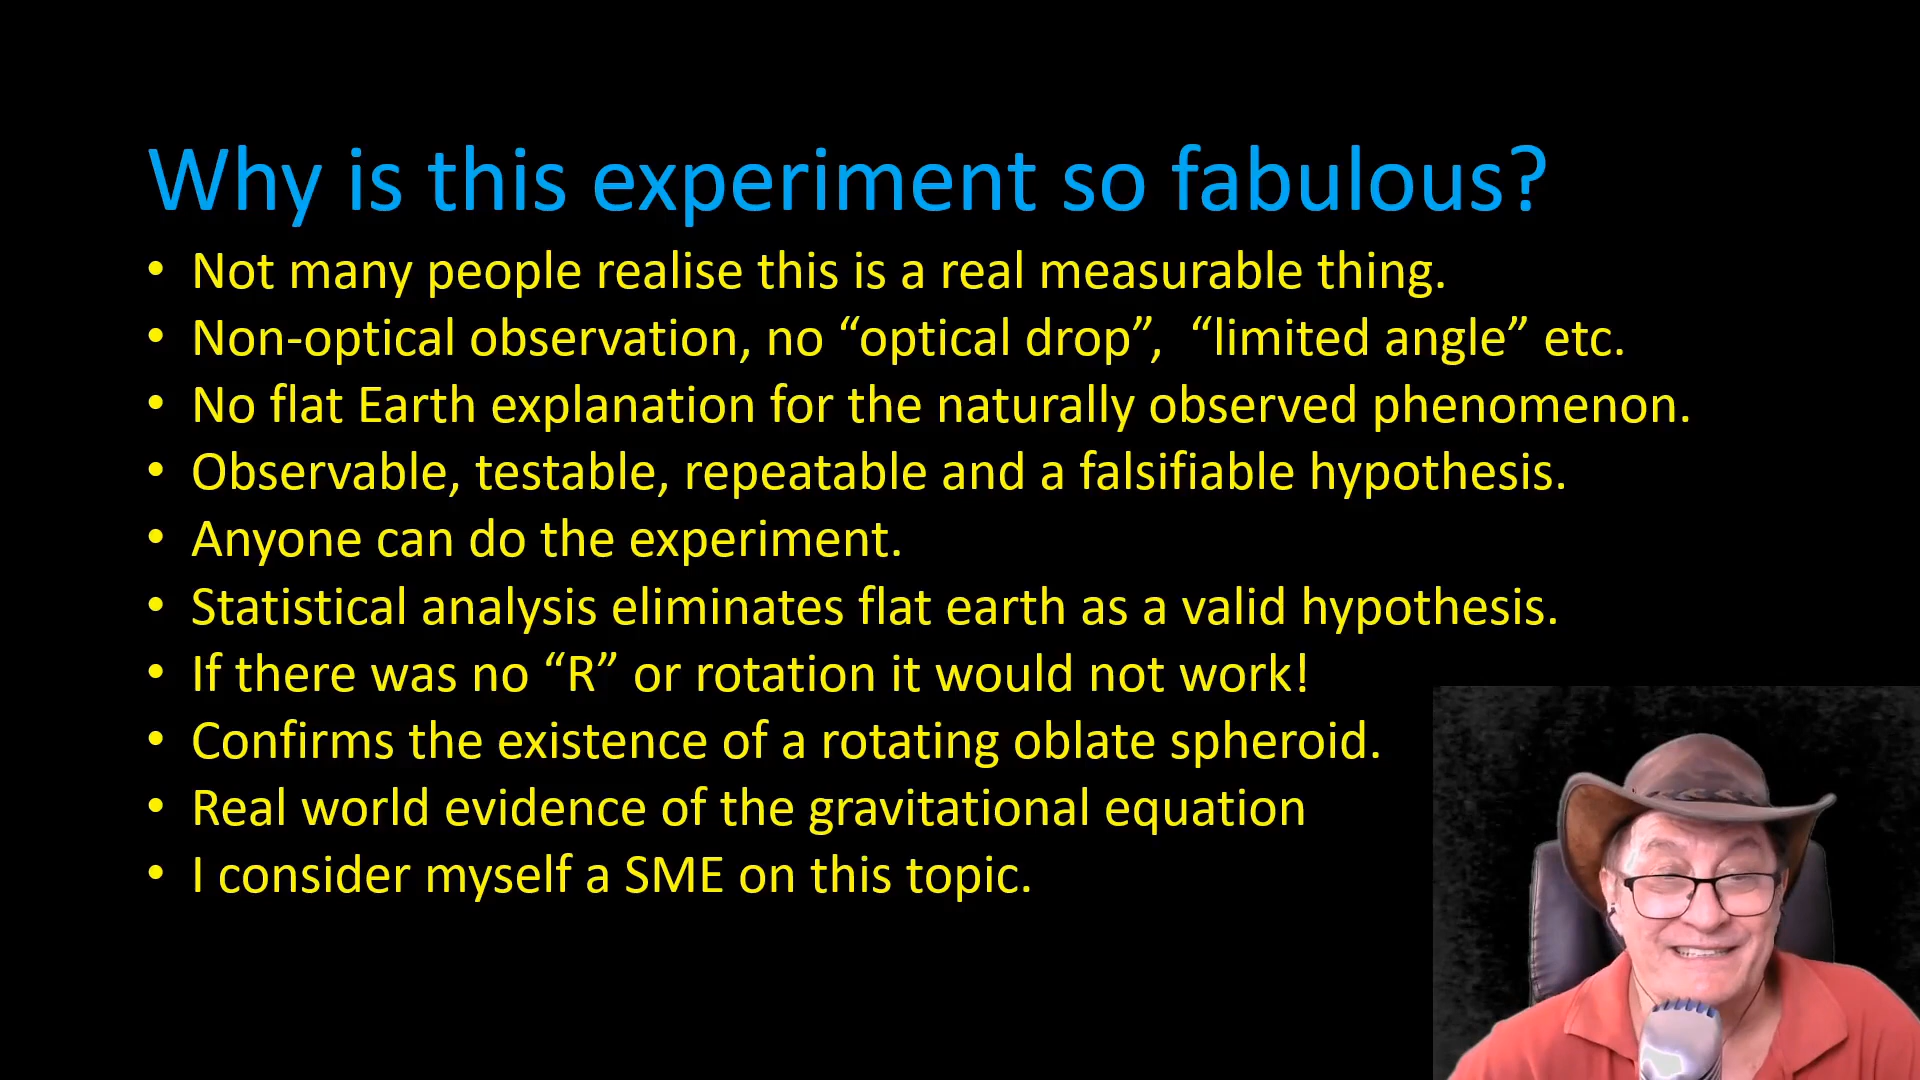 Why is this experiment so fabulous?
• Not many people realise this is a real measurable thing.
• Non-optical observation, no “optical drop”, “limited angle” etc.
• No flat Earth explanation for the naturally observed phenomenon.
• Observable, testable, repeatable and a falsifiable hypothesis.
• Anyone can do the experiment.
• Statistical analysis eliminates flat earth as a valid hypothesis.
• If there was no “R” or rotation it would not work!
• Confirms the existence of a rotating oblate spheroid.
• Real world evidence of the gravitational equation
• I consider myself a SME on this topic.